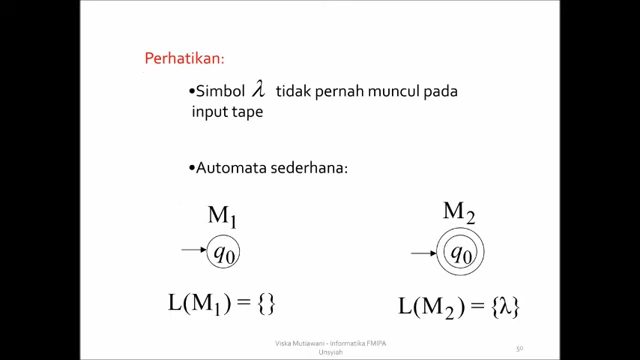 Perhatikan:
•Simbol λ tidak pernah muncul pada
input tape
•Automata sederhana:
M1 M2
q0 q0
L(M1) = {} L(M2) = {λ}
Viska Mutiawani - Informatika FMIPA
Unsyiah